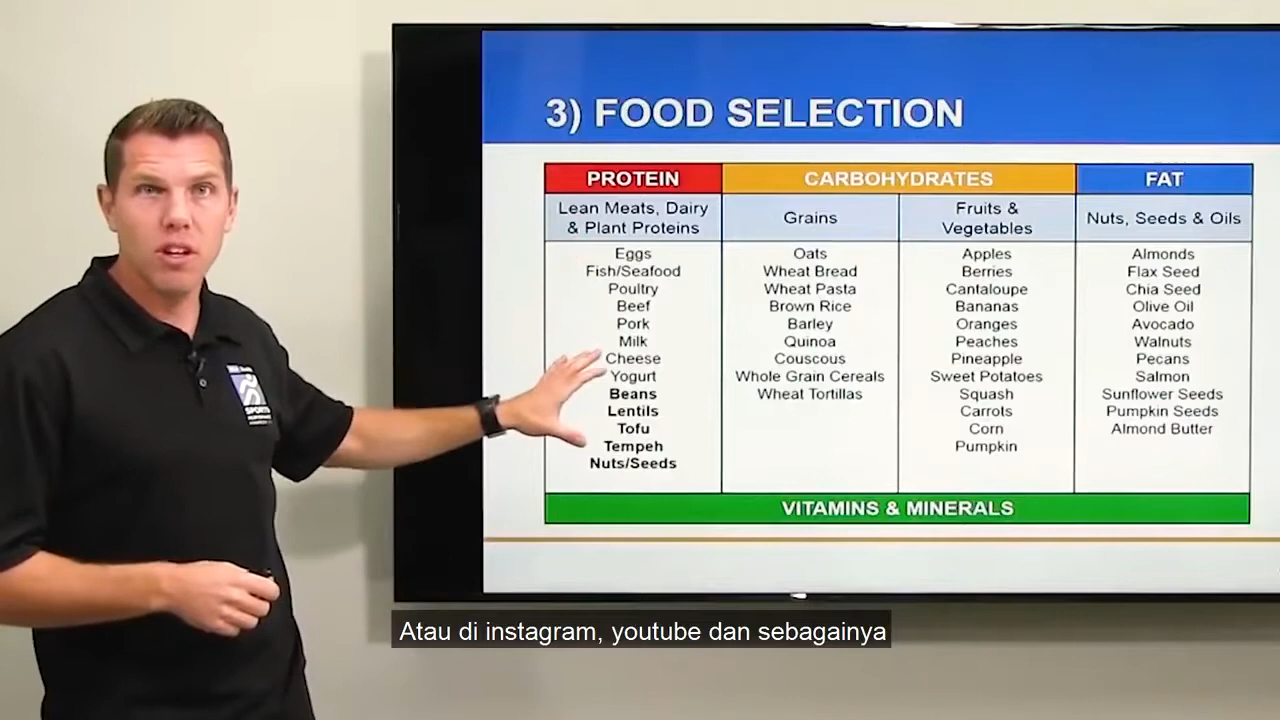 3) FOOD SELECTION
PROTEIN
CARBOHYDRATES
FAT
Lean Meats, Dairy
& Plant Proteins
Grains
Fruits &
Vegetables
Nuts, Seeds & Oils
Eggs
Fish/Seafood
Poultry
Beef
Pork
Milk
Cheese
Yogurt
Beans
Lentils
Tofu
Tempeh
Nuts/Seeds
Oats
Wheat Bread
Wheat Pasta
Brown Rice
Barley
Quinoa
Couscous
Whole Grain Cereals
Wheat Tortillas
Apples
Berries
Cantaloupe
Bananas
Oranges
Peaches
Pineapple
Sweet Potatoes
Squash
Carrots
Corn
Pumpkin
Almonds
Flax Seed
Chia Seed
Olive Oil
Avocado
Walnuts
Pecans
Salmon
Sunflower Seeds
Pumpkin Seeds
Almond Butter
VITAMINS & MINERALS
SPORTS
Atau di instagram, youtube dan sebagainya